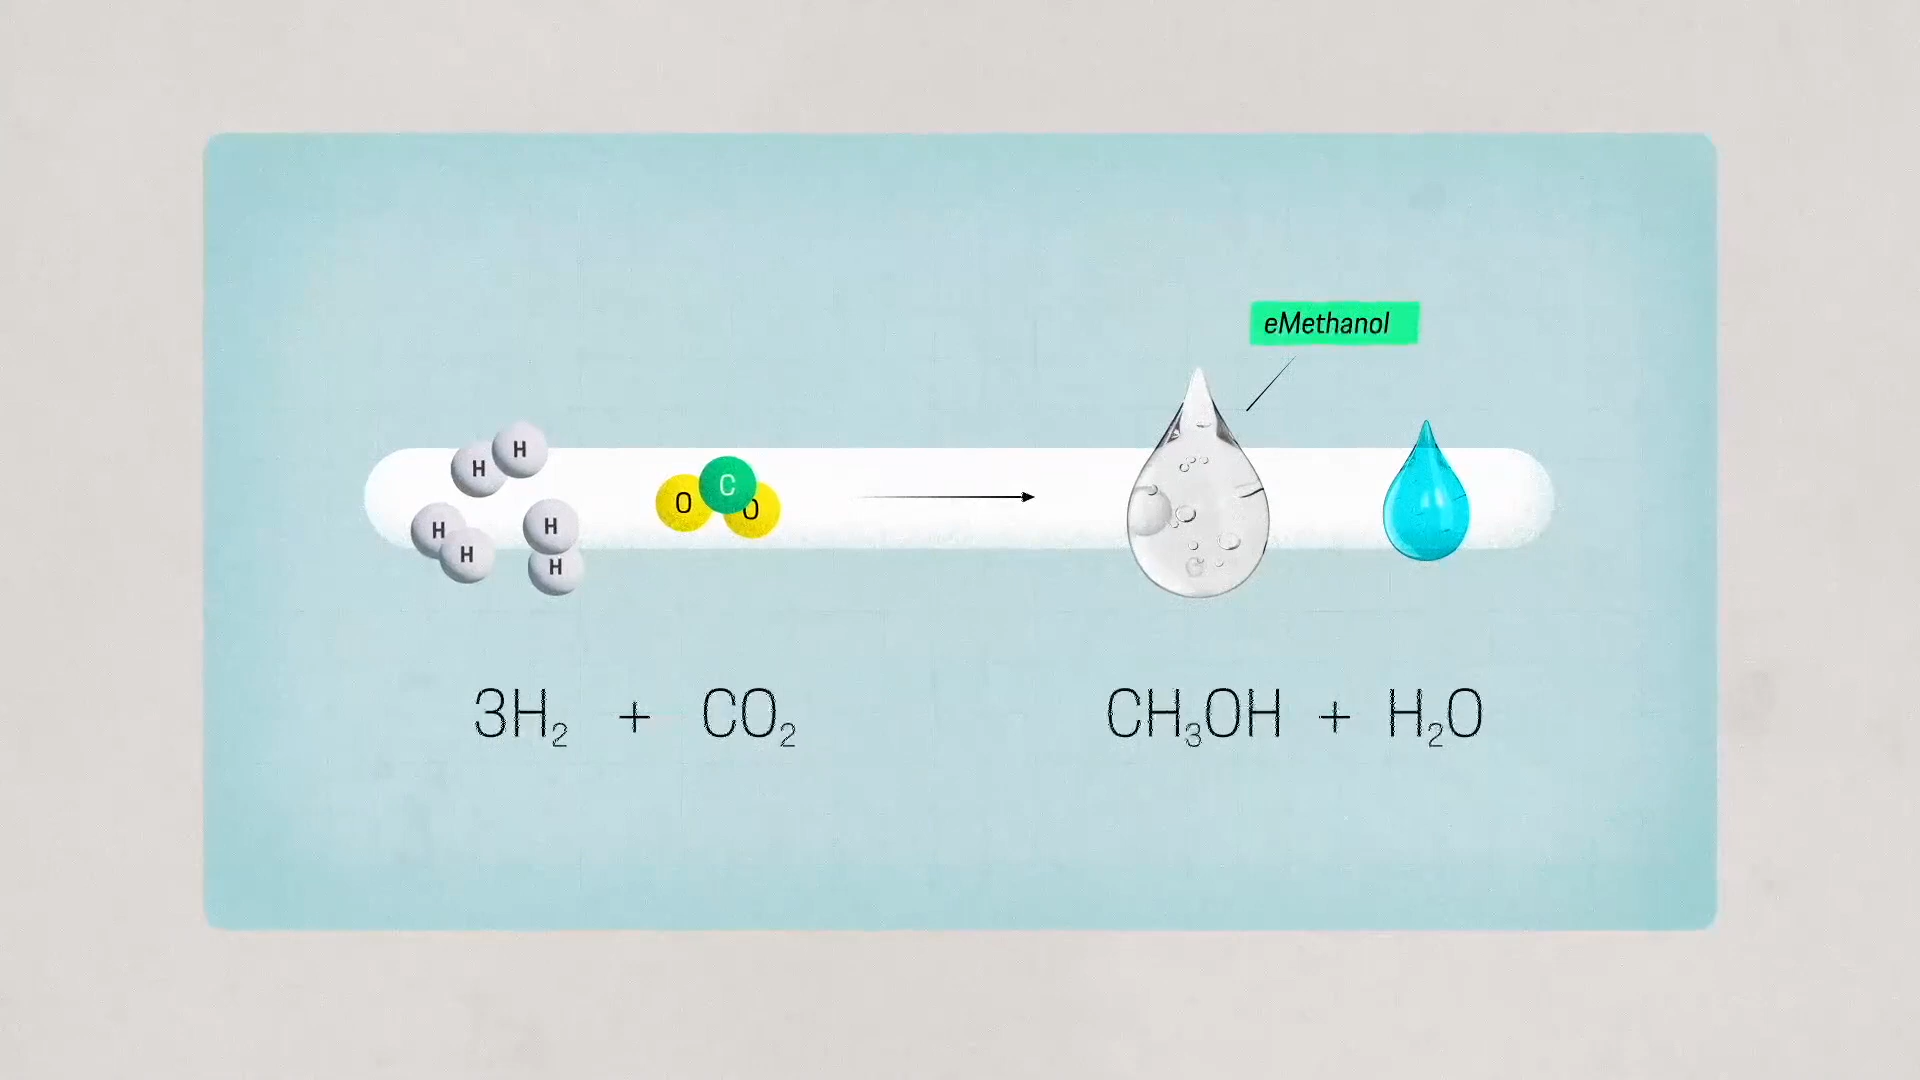 eMethanol
H H
O C O
H H H H
3H₂ + CO₂ CH₃OH + H₂O